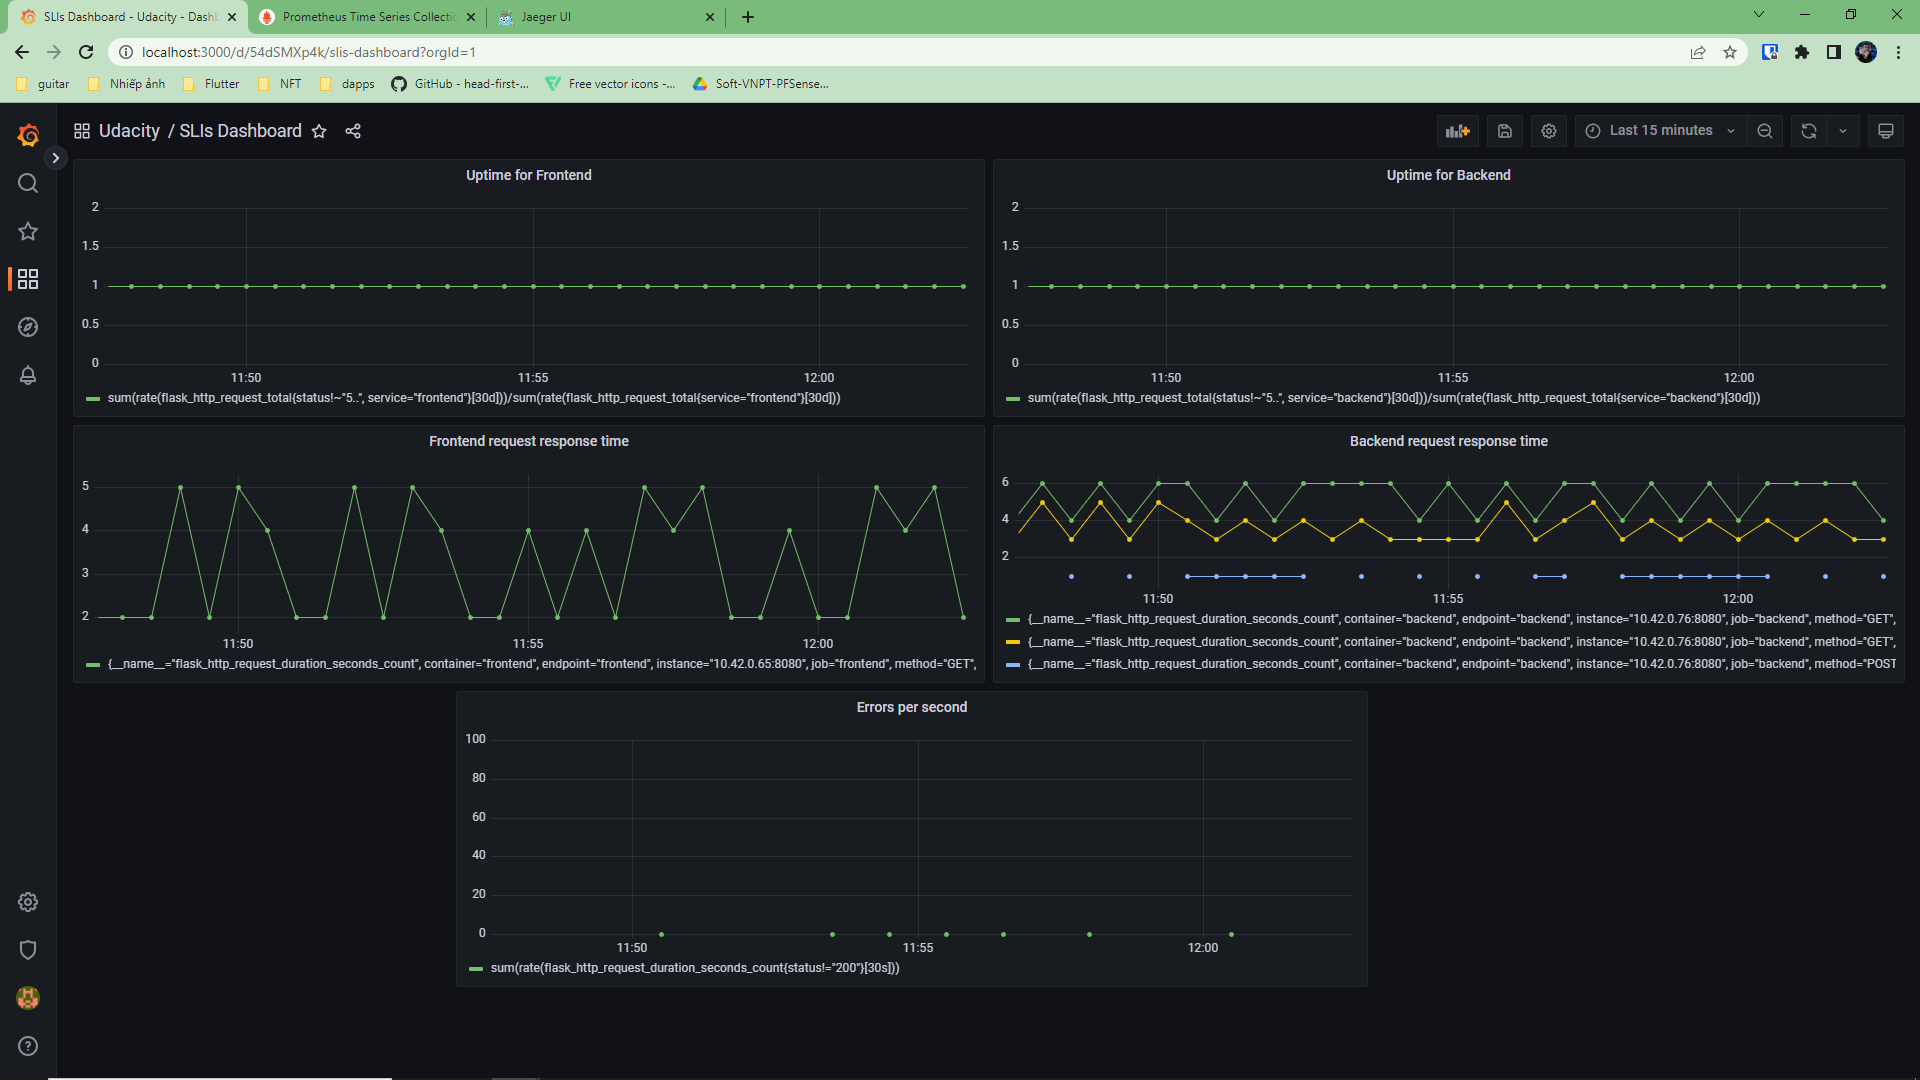 SLIs Dashboard - Udacity - Dash
Prometheus Time Series Collectio
Jaeger UI
localhost:3000/d/54dSMXp4k/slis-dashboard?orgId=1
guitar
Nhiếp ảnh
Flutter
NFT
dapps
GitHub - head-first-...
Free vector icons -...
Soft-VNPT-PFSense...
Udacity / SLIs Dashboard
Last 15 minutes
Uptime for Frontend
2
1.5
1
0.5
0
11:50 11:55 12:00
sum(rate(flask_http_request_total{status!~"5..", service="frontend"}[30d]))/sum(rate(flask_http_request_total{service="frontend"}[30d]))
Uptime for Backend
2
1.5
1
0.5
0
11:50 11:55 12:00
sum(rate(flask_http_request_total{status!~"5..", service="backend"}[30d]))/sum(rate(flask_http_request_total{service="backend"}[30d]))
Frontend request response time
5
4
3
2
11:50 11:55 12:00
{__name__="flask_http_request_duration_seconds_count", container="frontend", endpoint="frontend", instance="10.42.0.65:8080", job="frontend", method="GET",
Backend request response time
6
4
2
11:50 11:55 12:00
{__name__="flask_http_request_duration_seconds_count", container="backend", endpoint="backend", instance="10.42.0.76:8080", job="backend", method="GET",
{__name__="flask_http_request_duration_seconds_count", container="backend", endpoint="backend", instance="10.42.0.76:8080", job="backend", method="GET",
{__name__="flask_http_request_duration_seconds_count", container="backend", endpoint="backend", instance="10.42.0.76:8080", job="backend", method="POST
Errors per second
100
80
60
40
20
0
11:50 11:55 12:00
sum(rate(flask_http_request_duration_seconds_count{status!="200"}[30s]))